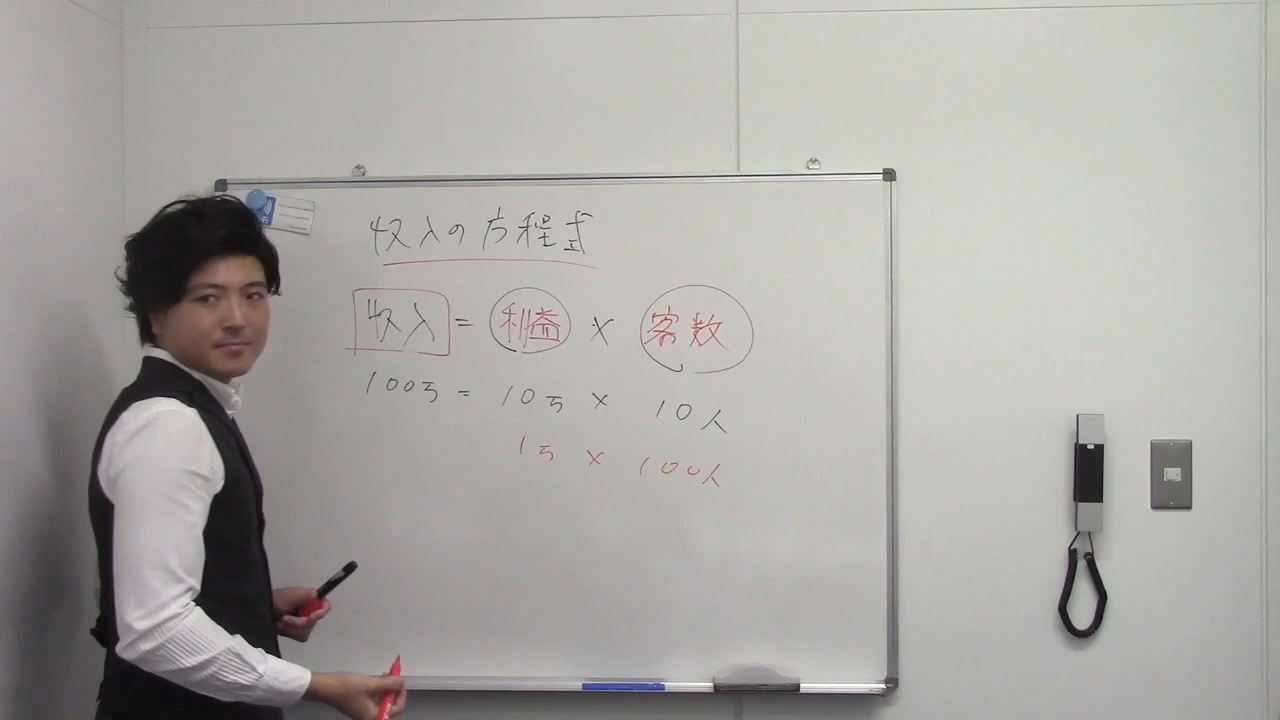 収入の方程式
収入 = 利益 × 客数
100万 = 10万 × 10人
1万 × 100人